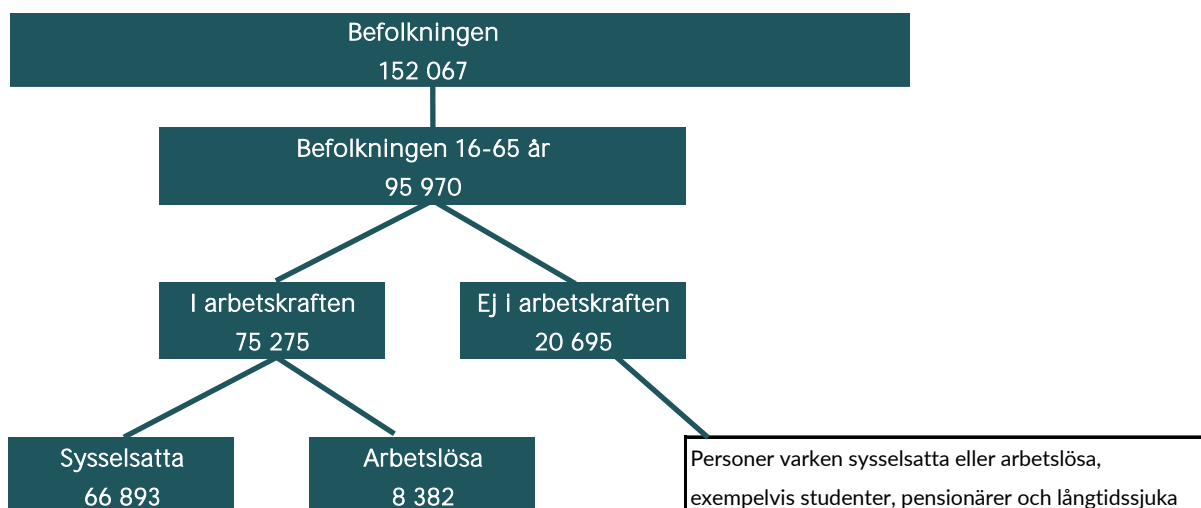 Befolkningen
152 067
Befolkningen 16-65 år
95 970
I arbetskraften
75 275
Ej i arbetskraften
20 695
Sysselsatta
66 893
Arbetslösa
8 382
Personer varken sysselsatta eller arbetslösa,
exempelvis studenter, pensionärer och långtidssjuka